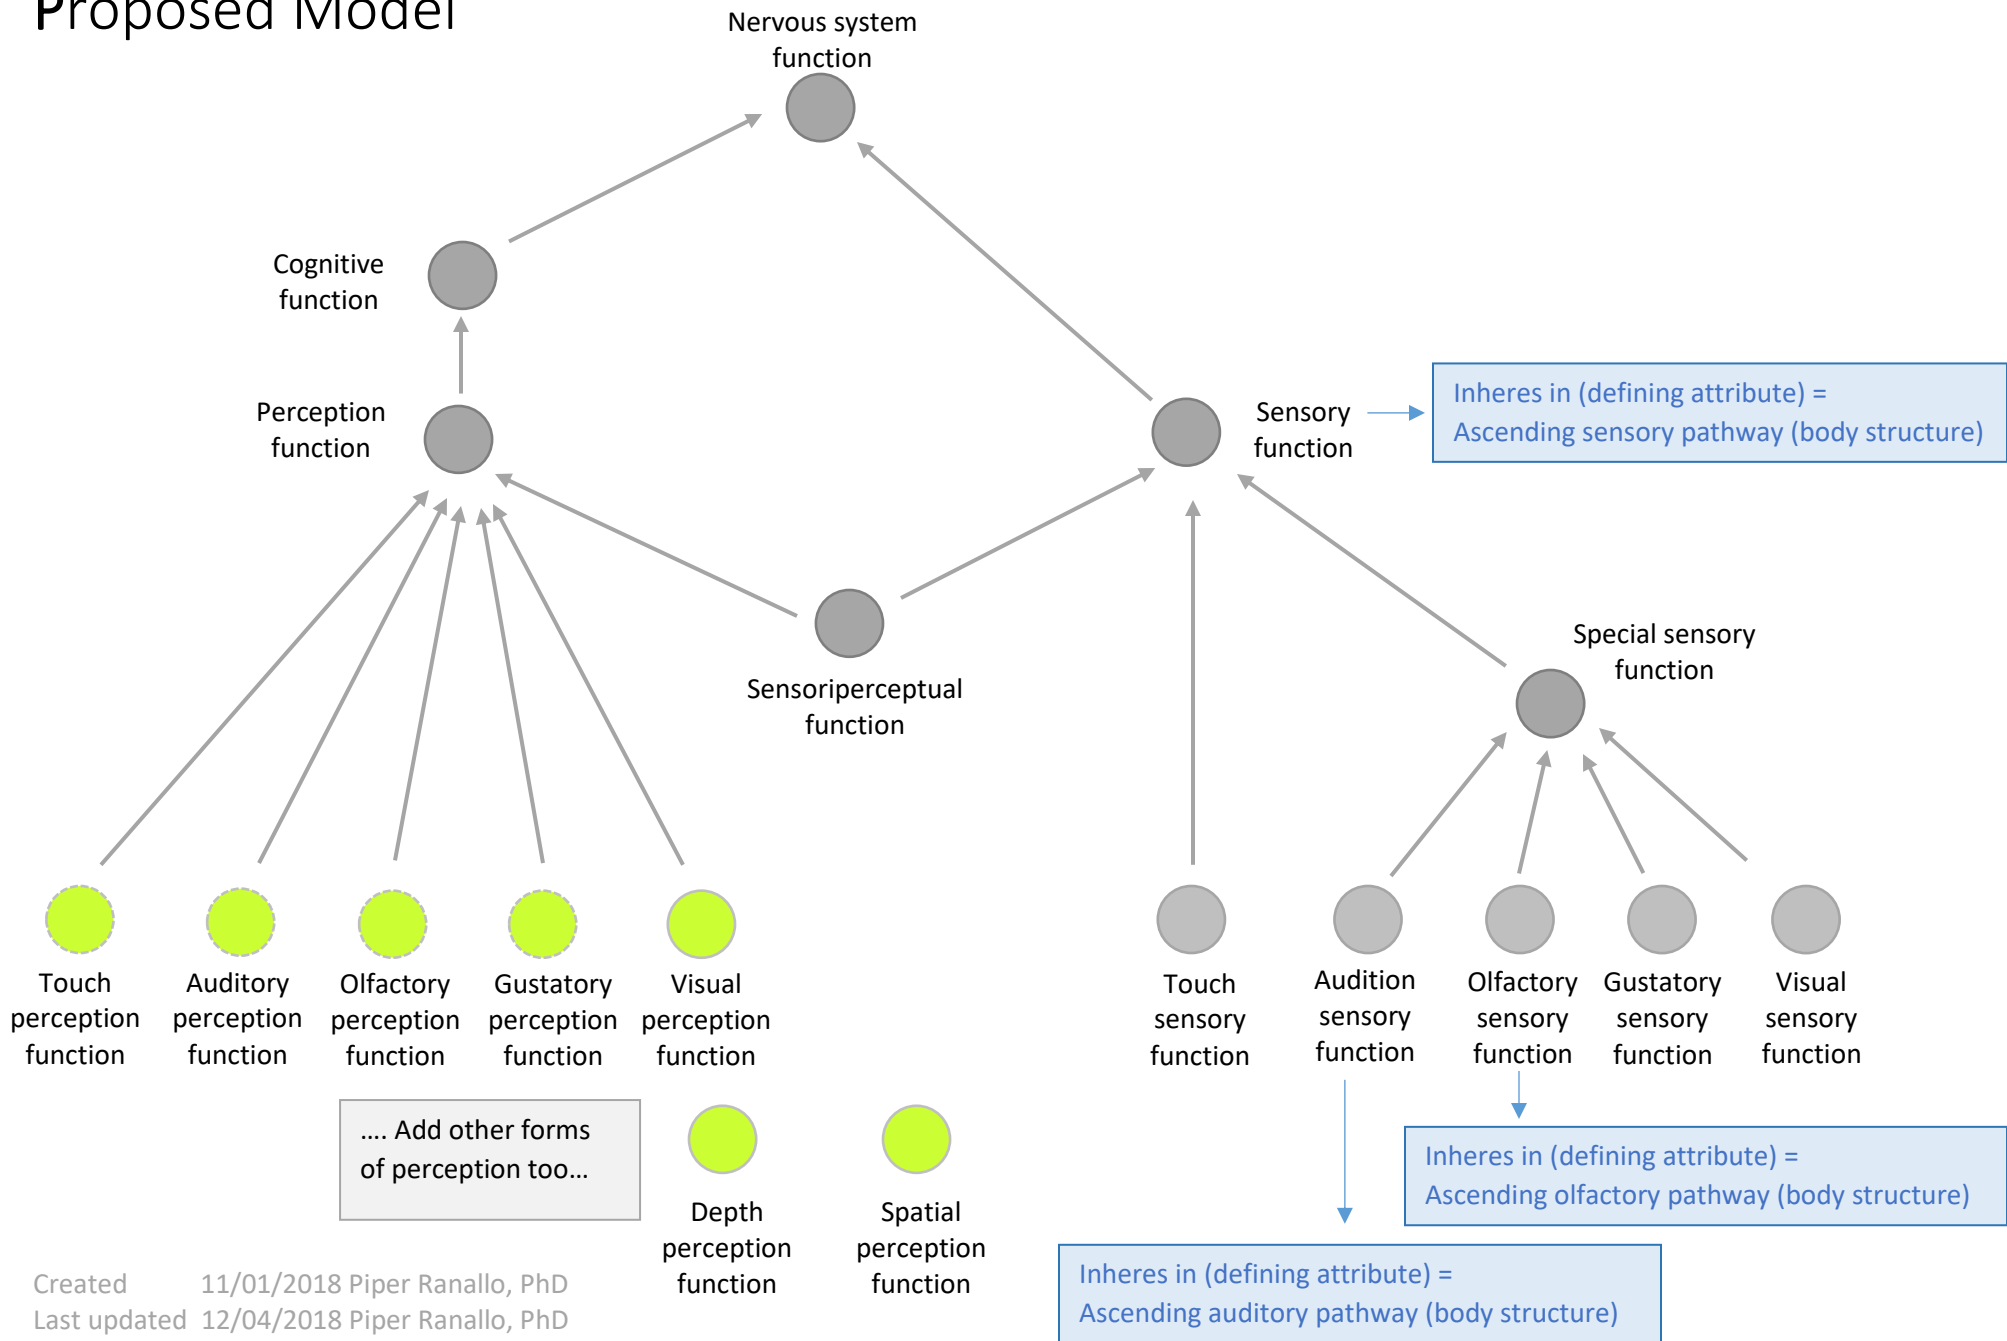 Proposed Model
Nervous system
function
Cognitive
function
Perception
function
Sensory
function
Inheres in (defining attribute) =
Ascending sensory pathway (body structure)
Special sensory
function
Sensoriperceptual
function
Touch
perception
function
Auditory
perception
function
Olfactory
perception
function
Gustatory
perception
function
Visual
perception
function
Touch
sensory
function
Audition
sensory
function
Olfactory
sensory
function
Gustatory
sensory
function
Visual
sensory
function
.... Add other forms
of perception too...
Depth
perception
function
Spatial
perception
function
Inheres in (defining attribute) =
Ascending olfactory pathway (body structure)
Inheres in (defining attribute) =
Ascending auditory pathway (body structure)
Created 11/01/2018 Piper Ranallo, PhD
Last updated 12/04/2018 Piper Ranallo, PhD